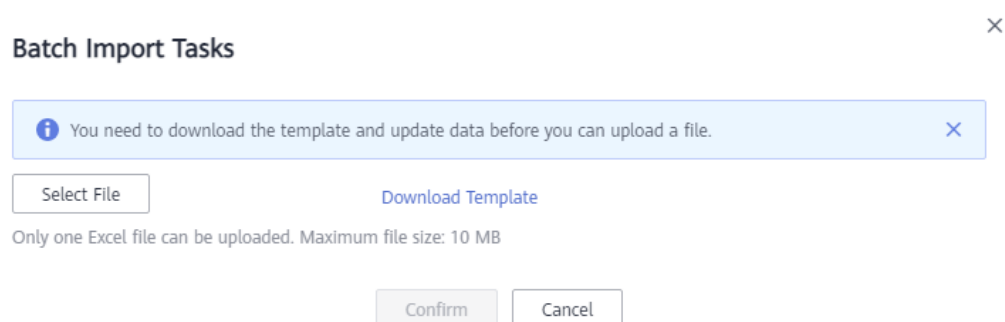 Batch Import Tasks
You need to download the template and update data before you can upload a file.
Select File Download Template
Only one Excel file can be uploaded. Maximum file size: 10 MB
Confirm Cancel